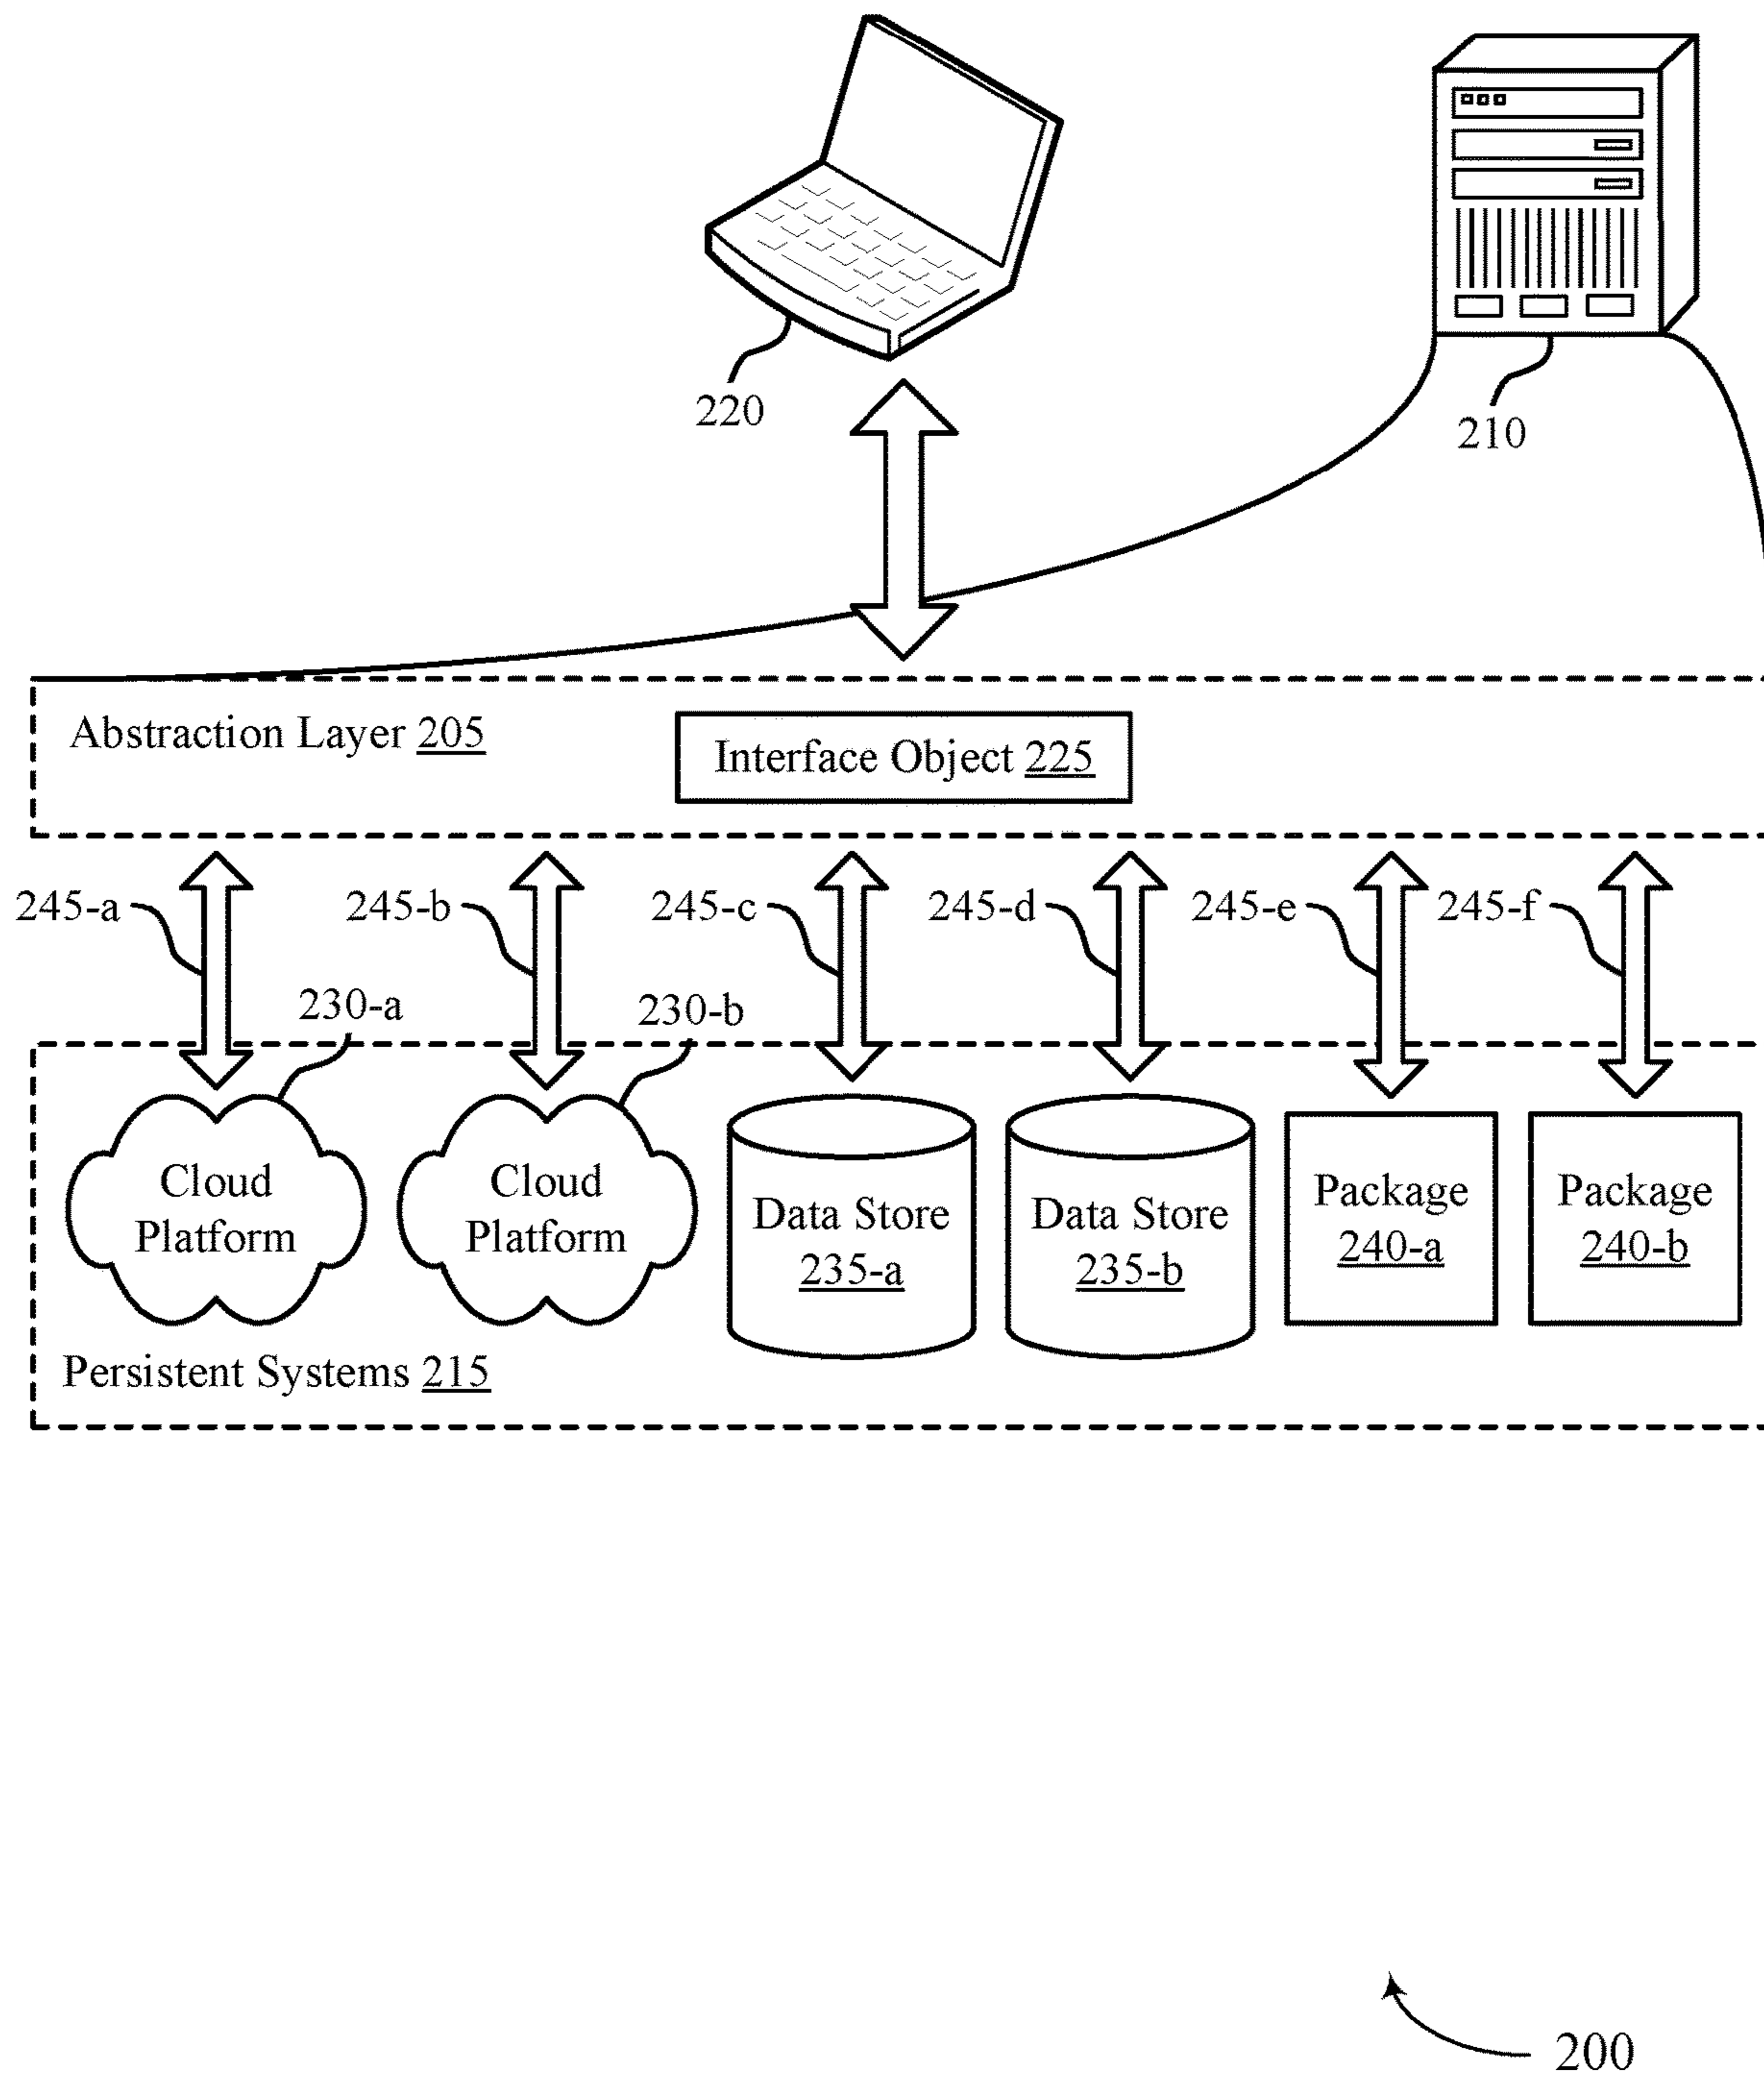 220
210
Abstraction Layer 205
Interface Object 225
245-a
245-b
245-c
245-d
245-e
245-f
230-a
230-b
Cloud
Platform
Cloud
Platform
Data Store
235-a
Data Store
235-b
Package
240-a
Package
240-b
Persistent Systems 215
200